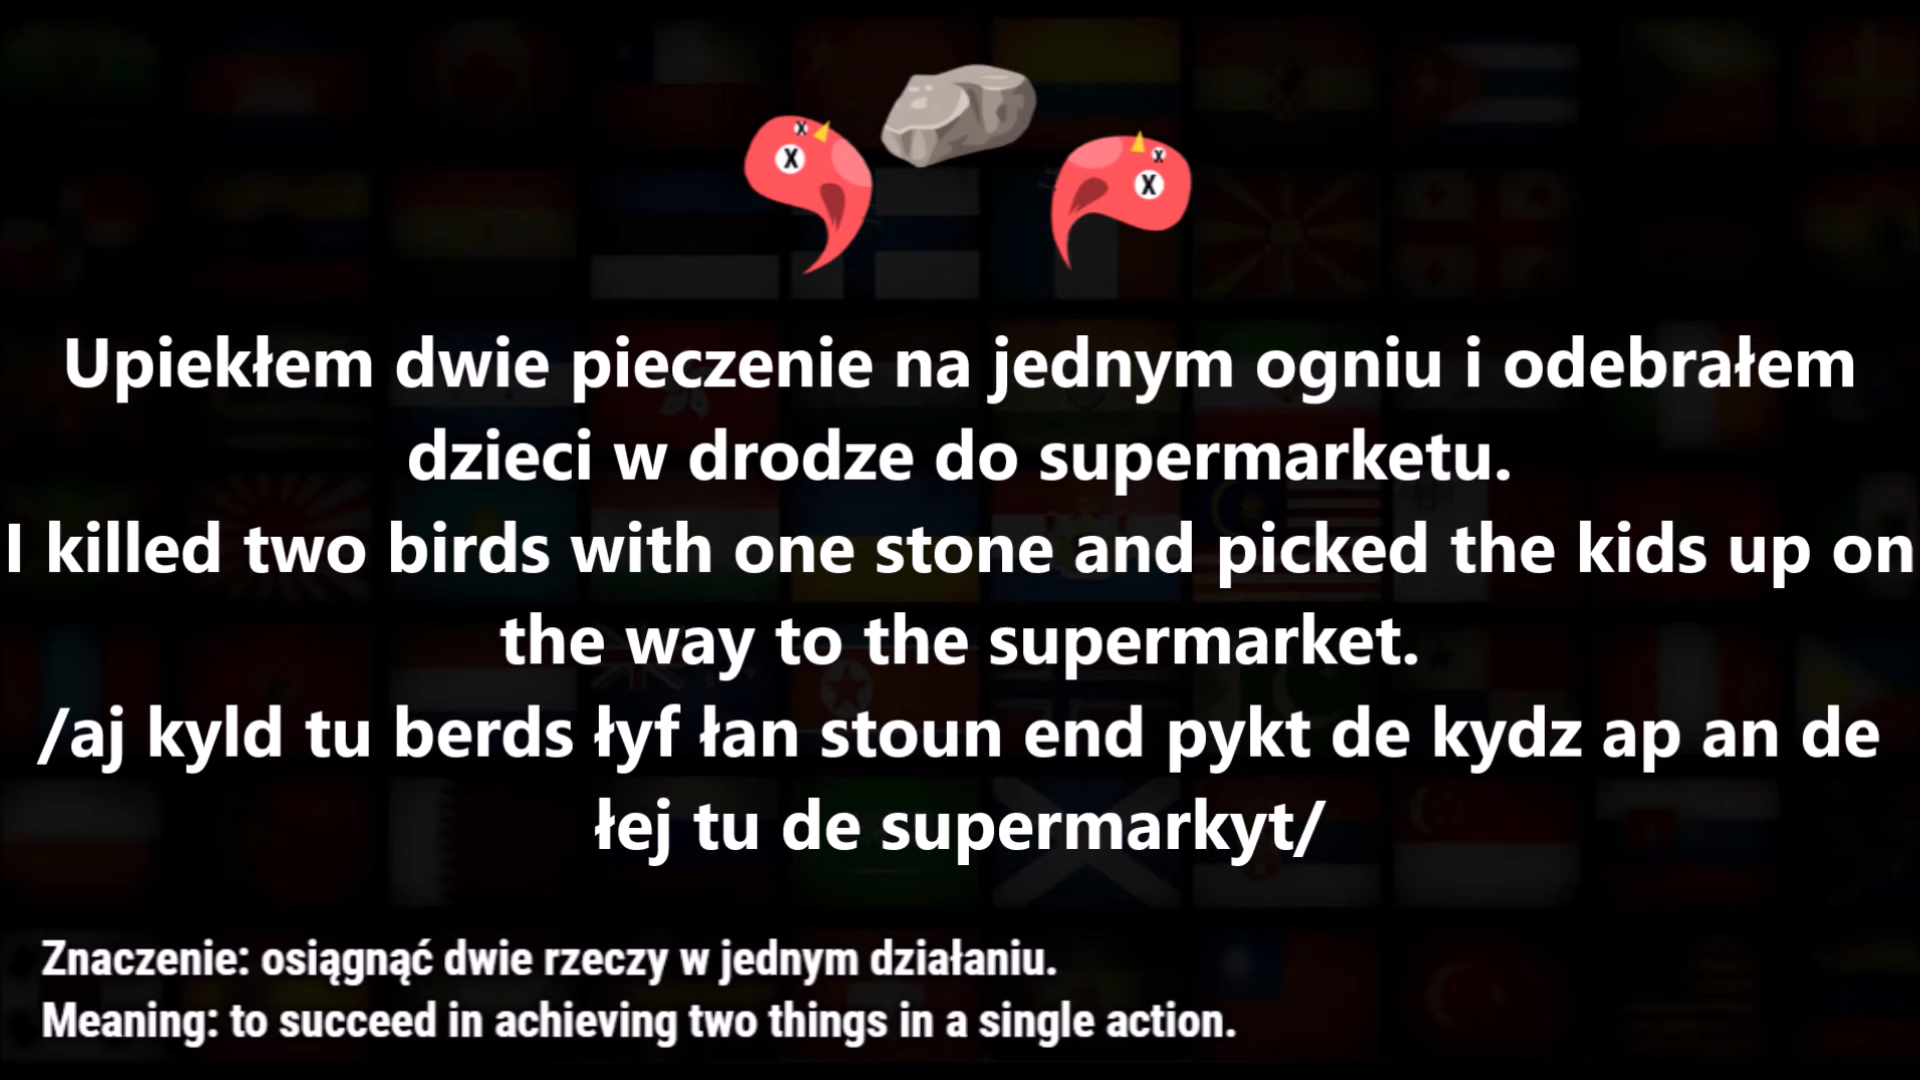 X X
X X
Upiekłem dwie pieczenie na jednym ogniu i odebrałem
dzieci w drodze do supermarketu.
I killed two birds with one stone and picked the kids up on
the way to the supermarket.
/aj kyld tu berds łyf łan stoun end pykt de kydz ap an de
łej tu de supermarkyt/
Znaczenie: osiągnąć dwie rzeczy w jednym działaniu.
Meaning: to succeed in achieving two things in a single action.